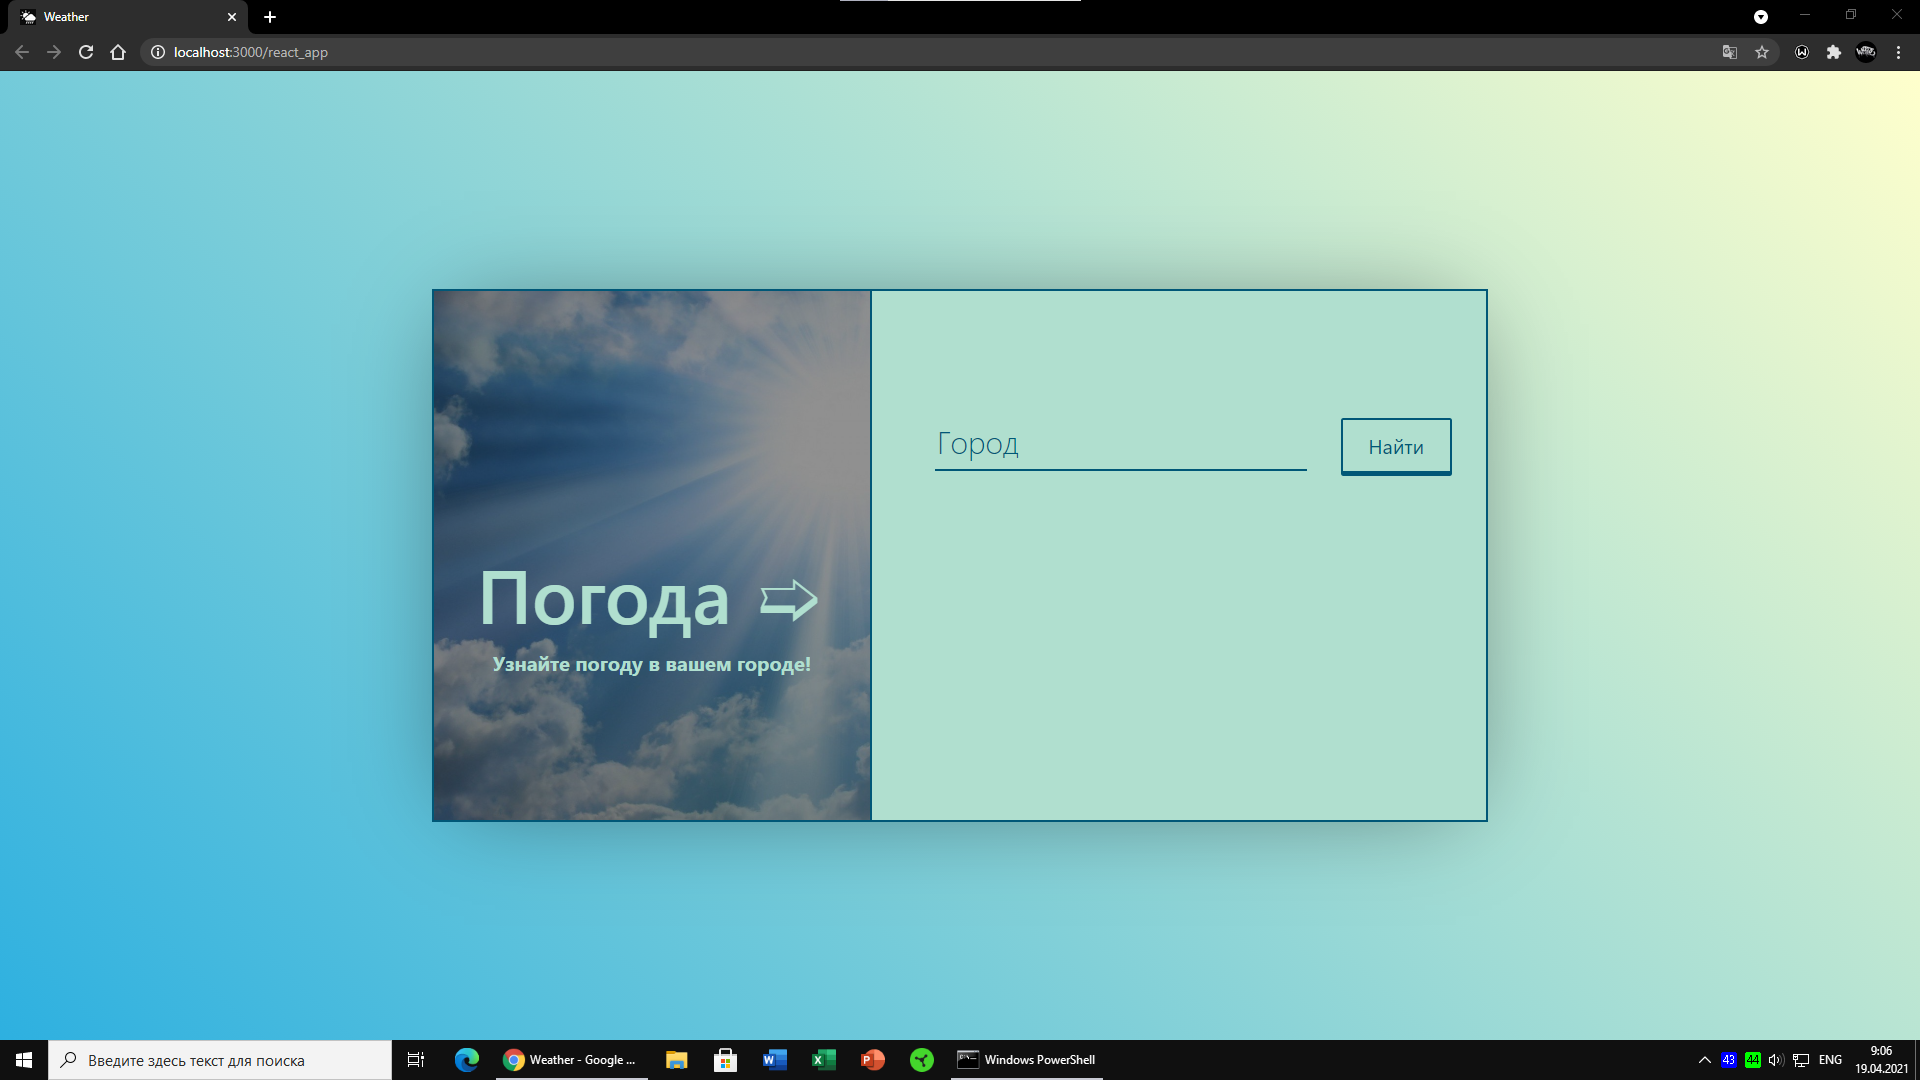 Weather
localhost:3000/react_app
Погода ➩
Узнайте погоду в вашем городе!
Город
Найти
Введите здесь текст для поиска
Weather - Google ...
Windows PowerShell
43
44
ENG
9:06
19.04.2021